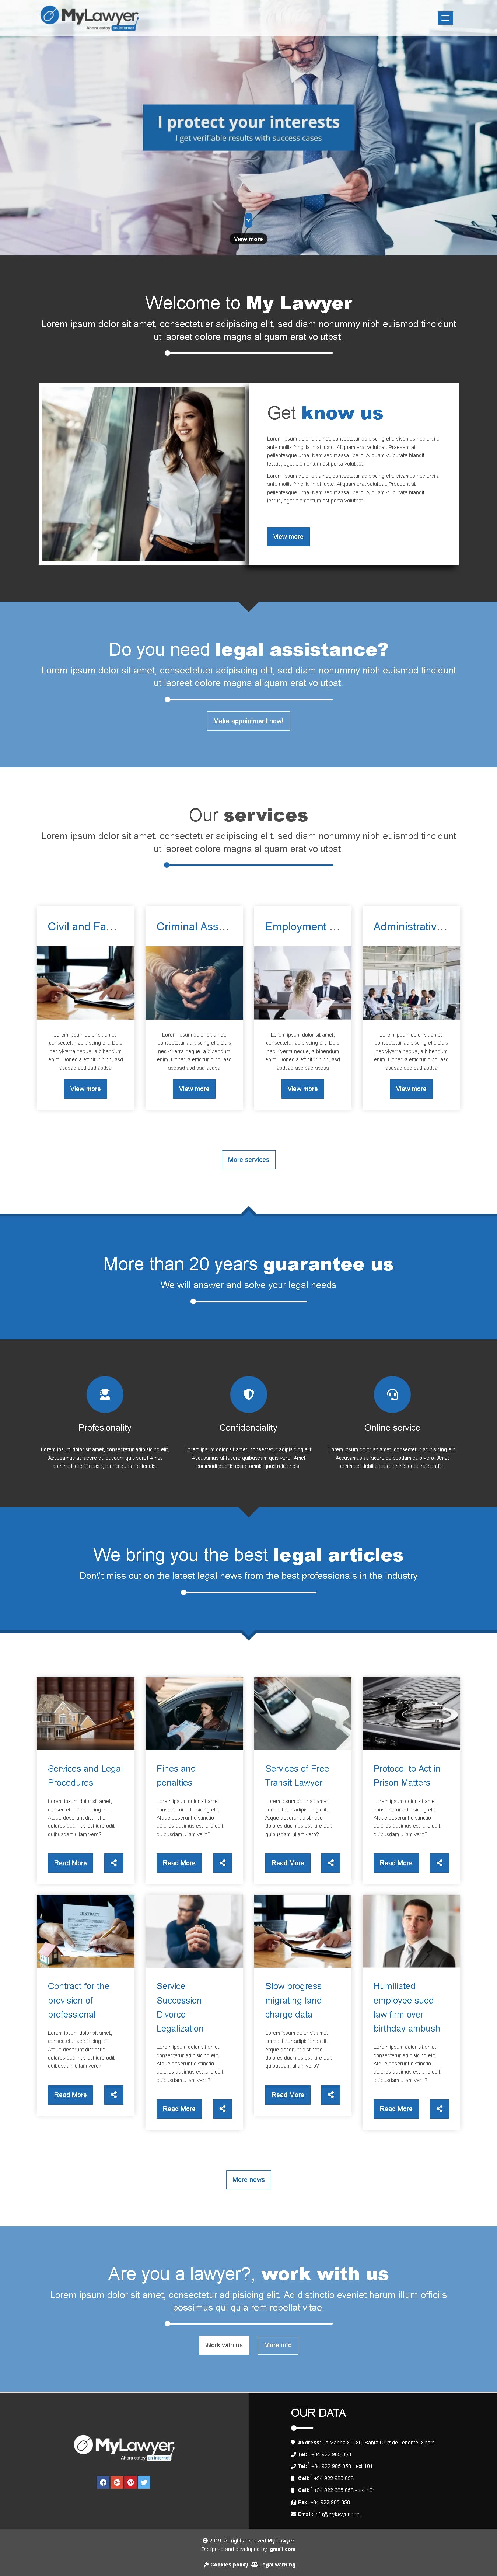 MyLawyer
Ahora estoy en internet
I protect your interests
I get verifiable results with success cases
View more
Welcome to My Lawyer
Lorem ipsum dolor sit amet, consectetuer adipiscing elit, sed diam nonummy nibh euismod tincidunt
ut laoreet dolore magna aliquam erat volutpat.
Get know us
Lorem ipsum dolor sit amet, consectetur adipiscing elit. Vivamus nec orci a
ante mollis fringilla in at justo. Aliquam erat volutpat. Praesent at
pellentesque urna. Nam sed massa libero. Aliquam vulputate blandit
lectus, eget elementum est porta volutpat.
Lorem ipsum dolor sit amet, consectetur adipiscing elit. Vivamus nec orci a
ante mollis fringilla in at justo. Aliquam erat volutpat. Praesent at
pellentesque urna. Nam sed massa libero. Aliquam vulputate blandit
lectus, eget elementum est porta volutpat.
View more
Do you need legal assistance?
Lorem ipsum dolor sit amet, consectetuer adipiscing elit, sed diam nonummy nibh euismod tincidunt
ut laoreet dolore magna aliquam erat volutpat.
Make appointment now!
Our services
Lorem ipsum dolor sit amet, consectetuer adipiscing elit, sed diam nonummy nibh euismod tincidunt
ut laoreet dolore magna aliquam erat volutpat.
Civil and Fa...
Lorem ipsum dolor sit amet,
consectetur adipiscing elit. Duis
nec viverra neque, a bibendum
enim. Donec a efficitur nibh. asd
asdsad asd sad asdsa
View more
Criminal Ass...
Lorem ipsum dolor sit amet,
consectetur adipiscing elit. Duis
nec viverra neque, a bibendum
enim. Donec a efficitur nibh. asd
asdsad asd sad asdsa
View more
Employment ...
Lorem ipsum dolor sit amet,
consectetur adipiscing elit. Duis
nec viverra neque, a bibendum
enim. Donec a efficitur nibh. asd
asdsad asd sad asdsa
View more
Administrativ...
Lorem ipsum dolor sit amet,
consectetur adipiscing elit. Duis
nec viverra neque, a bibendum
enim. Donec a efficitur nibh. asd
asdsad asd sad asdsa
View more
More services
More than 20 years guarantee us
We will answer and solve your legal needs
Profesionality
Lorem ipsum dolor sit amet, consectetur adipisicing elit.
Accusamus at facere quibusdam quis vero! Amet
commodi debitis esse, omnis quos reiciendis.
Confidenciality
Lorem ipsum dolor sit amet, consectetur adipisicing elit.
Accusamus at facere quibusdam quis vero! Amet
commodi debitis esse, omnis quos reiciendis.
Online service
Lorem ipsum dolor sit amet, consectetur adipisicing elit.
Accusamus at facere quibusdam quis vero! Amet
commodi debitis esse, omnis quos reiciendis.
We bring you the best legal articles
Don\'t miss out on the latest legal news from the best professionals in the industry
Services and Legal
Procedures
Lorem ipsum dolor sit amet,
consectetur adipisicing elit.
Atque deserunt distinctio
dolores ducimus est iure odit
quibusdam ullam vero?
Read More
Fines and
penalties
Lorem ipsum dolor sit amet,
consectetur adipisicing elit.
Atque deserunt distinctio
dolores ducimus est iure odit
quibusdam ullam vero?
Read More
Services of Free
Transit Lawyer
Lorem ipsum dolor sit amet,
consectetur adipisicing elit.
Atque deserunt distinctio
dolores ducimus est iure odit
quibusdam ullam vero?
Read More
Protocol to Act in
Prison Matters
Lorem ipsum dolor sit amet,
consectetur adipisicing elit.
Atque deserunt distinctio
dolores ducimus est iure odit
quibusdam ullam vero?
Read More
CONTRACT
Contract for the
provision of
professional
Lorem ipsum dolor sit amet,
consectetur adipisicing elit.
Atque deserunt distinctio
dolores ducimus est iure odit
quibusdam ullam vero?
Read More
Service
Succession
Divorce
Legalization
Lorem ipsum dolor sit amet,
consectetur adipisicing elit.
Atque deserunt distinctio
dolores ducimus est iure odit
quibusdam ullam vero?
Read More
Slow progress
migrating land
charge data
Lorem ipsum dolor sit amet,
consectetur adipisicing elit.
Atque deserunt distinctio
dolores ducimus est iure odit
quibusdam ullam vero?
Read More
Humiliated
employee sued
law firm over
birthday ambush
Lorem ipsum dolor sit amet,
consectetur adipisicing elit.
Atque deserunt distinctio
dolores ducimus est iure odit
quibusdam ullam vero?
Read More
More news
Are you a lawyer?, work with us
Lorem ipsum dolor sit amet, consectetur adipisicing elit. Ad distinctio eveniet harum illum officiis
possimus qui quia rem repellat vitae.
Work with us
More info
MyLawyer
Ahora estoy en internet
OUR DATA
Address: La Marina ST. 35, Santa Cruz de Tenerife, Spain
Tel: +34 922 985 058
Tel: +34 922 985 058 - ext 101
Cell: +34 922 985 058
Cell: +34 922 985 058 - ext 101
Fax: +34 922 985 058
Email: info@mylawyer.com
2019, All rights reserved My Lawyer
Designed and developed by: gmail.com
Cookies policy Legal warning